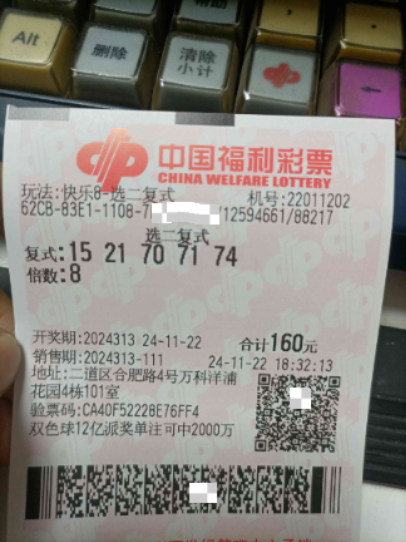 Alt
删除
清除
小计
中国福利彩票
CHINA WELFARE LOTTERY
玩法:快乐8-选二复式 机号:22011202
62CB-83E1-1108-7 /12594661/88217
选二复式
复式:15 21 70 71 74
倍数:8
开奖期:2024313 24-11-22 合计160元
销售期:2024313-111 24-11-22 18:32:13
地址:二道区合肥路4号万科洋浦
花园4栋101室
验票码:CA40F52228E76FF4
双色球12亿派奖单注可中2000万